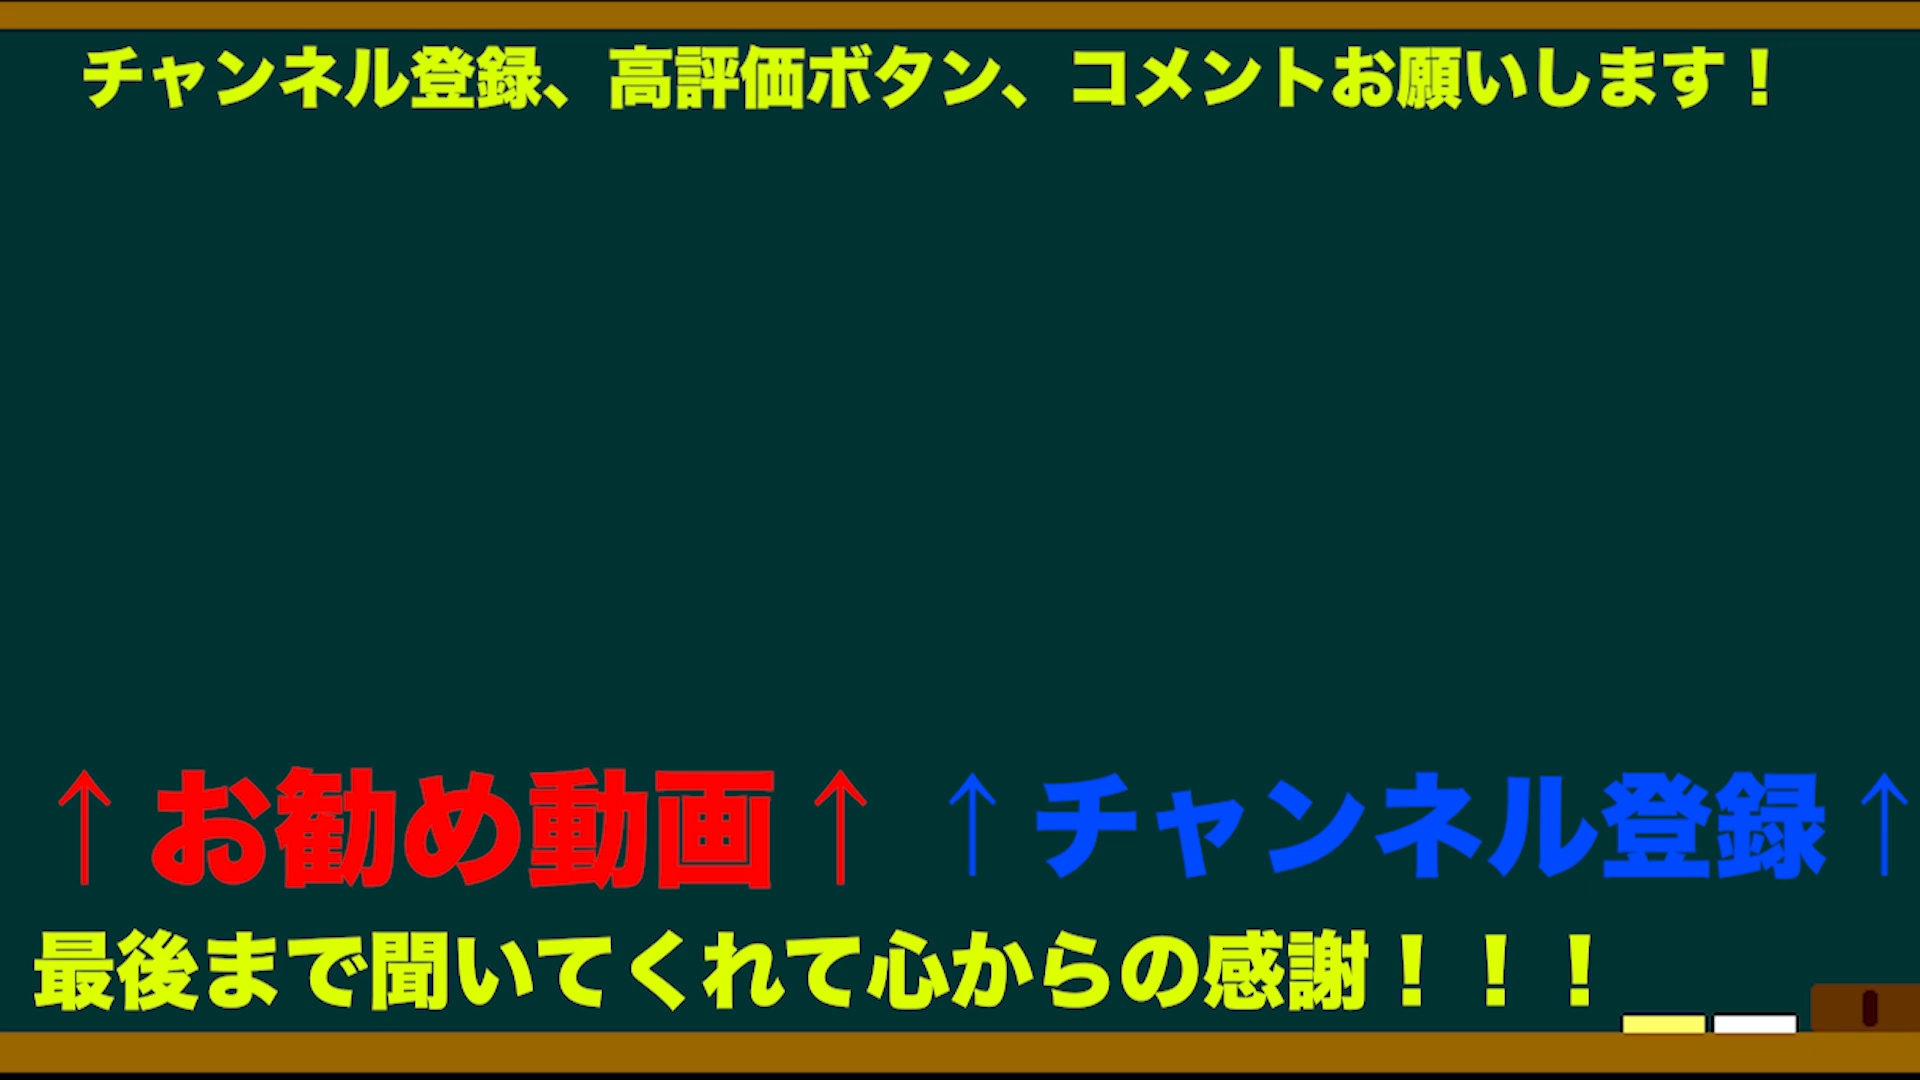 チャンネル登録、高評価ボタン、コメントお願いします！
↑お勧め動画↑ ↑チャンネル登録↑
最後まで聞いてくれて心からの感謝！！！